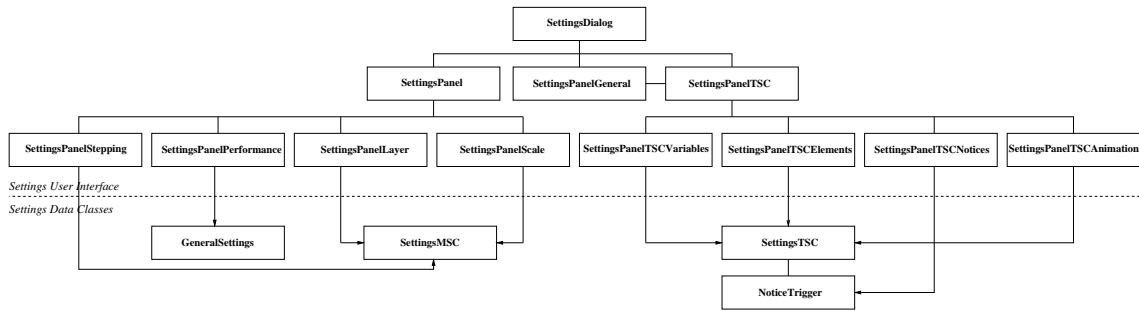 SettingsDialog
SettingsPanel SettingsPanelGeneral SettingsPanelTSC
SettingsPanelStepping SettingsPanelPerformance SettingsPanelLayer SettingsPanelScale SettingsPanelTSCVariables SettingsPanelTSCElements SettingsPanelTSCNotices SettingsPanelTSCAnimation
Settings User Interface
Settings Data Classes
GeneralSettings SettingsMSC SettingsTSC
NoticeTrigger